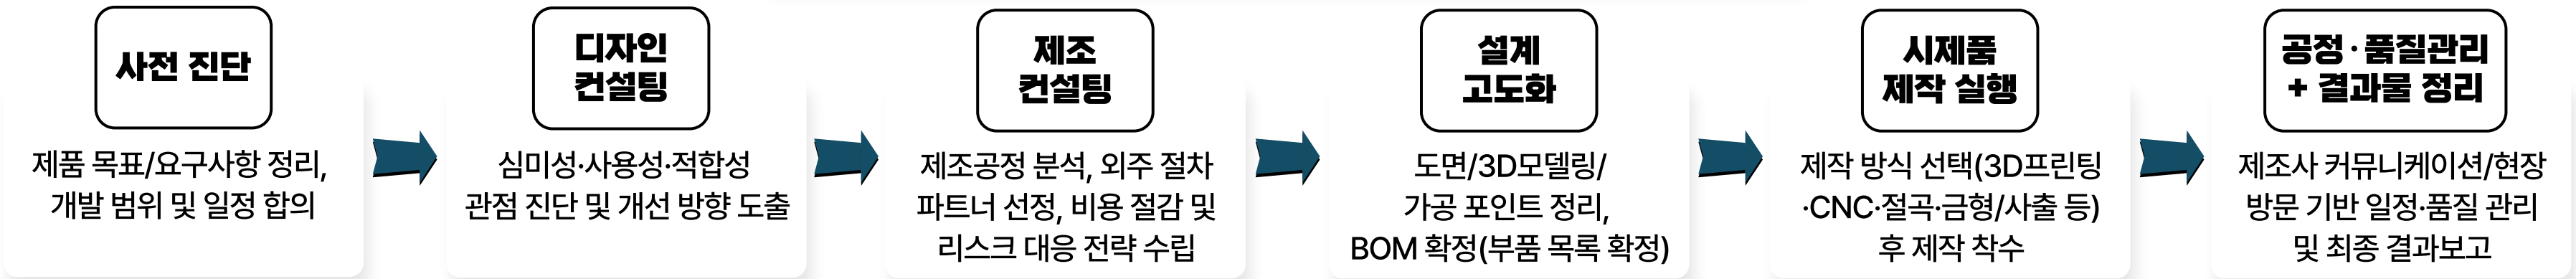 사전 진단
제품 목표/요구사항 정리,
개발 범위 및 일정 합의
디자인
컨설팅
심미성·사용성·적합성
관점 진단 및 개선 방향 도출
제조
컨설팅
제조공정 분석, 외주 절차
파트너 선정, 비용 절감 및
리스크 대응 전략 수립
설계
고도화
도면/3D모델링/
가공 포인트 정리,
BOM 확정(부품 목록 확정)
시제품
제작 실행
제작 방식 선택(3D프린팅
·CNC·절곡·금형/사출 등)
후 제작 착수
공정·품질관리
+ 결과물 정리
제조사 커뮤니케이션/현장
방문 기반 일정·품질 관리
및 최종 결과보고